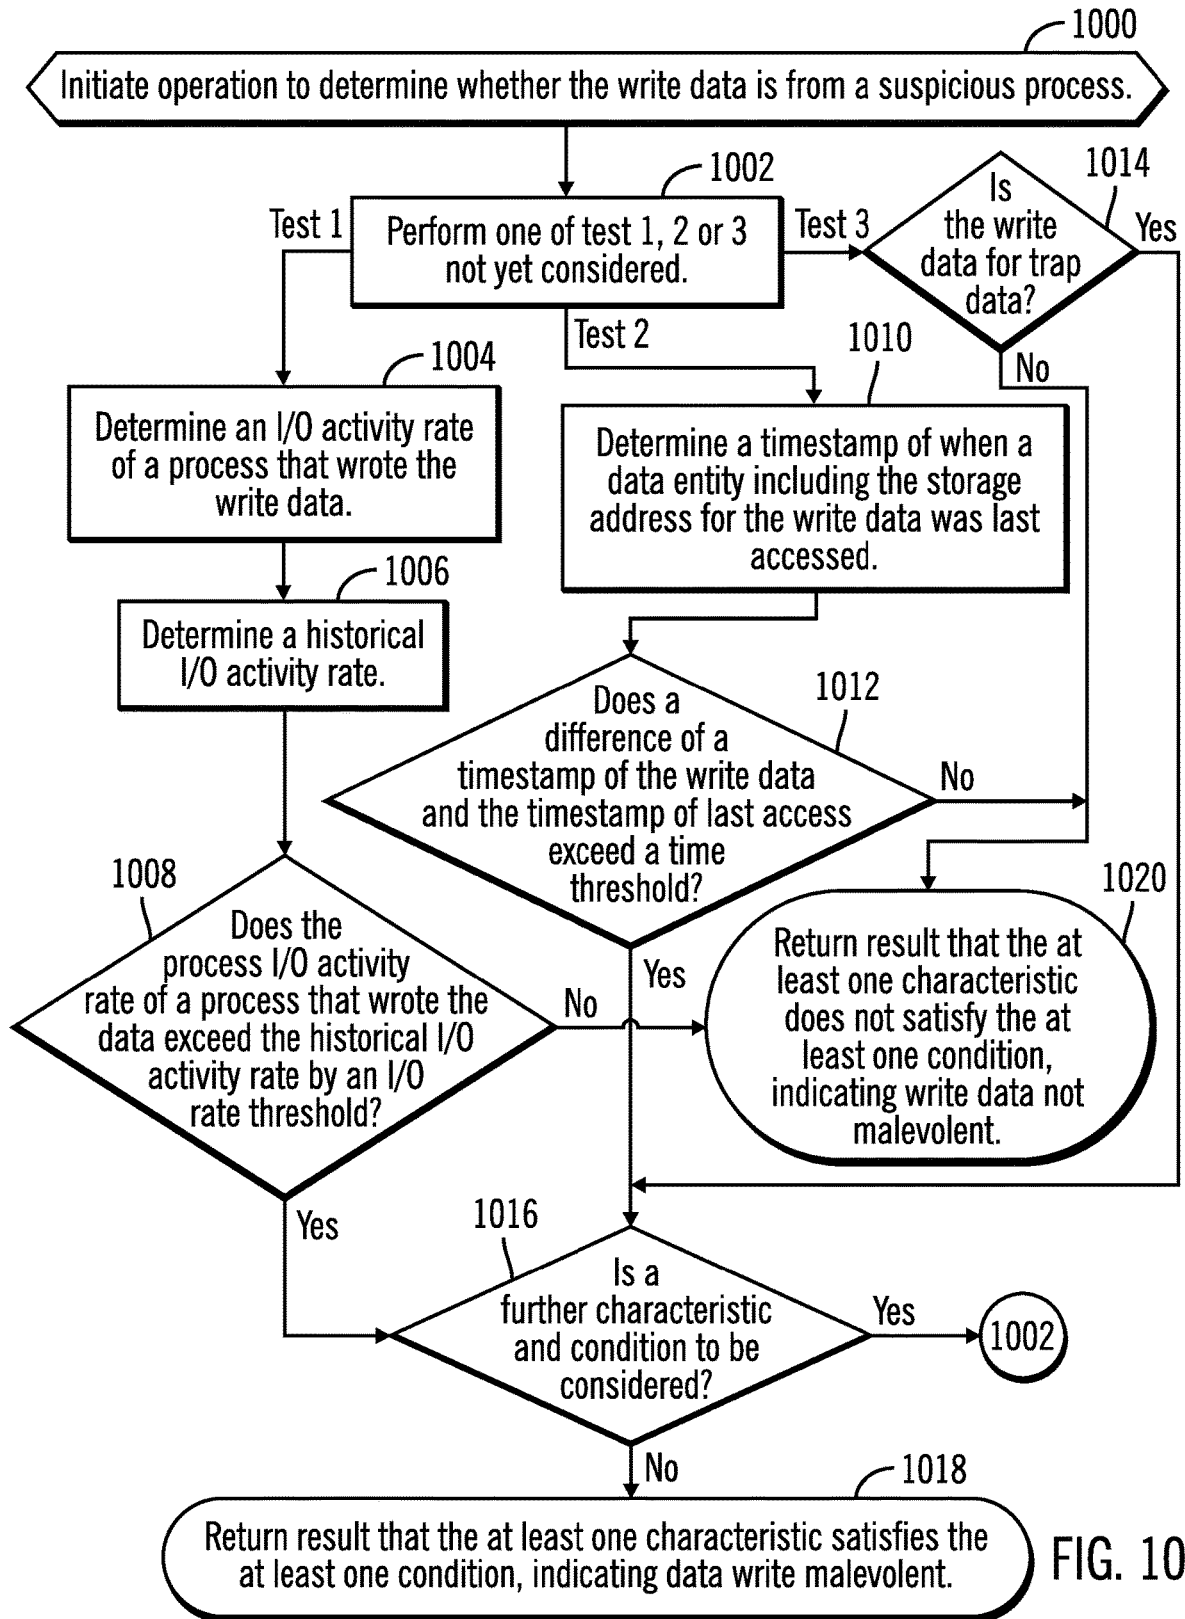 1000
Initiate operation to determine whether the write data is from a suspicious process.
1002
Perform one of test 1, 2 or 3
not yet considered.
Test 1
Test 2
Test 3
1014
Is
the write
data for trap
data?
Yes
No
1004
Determine an I/O activity rate
of a process that wrote the
write data.
1010
Determine a timestamp of when a
data entity including the storage
address for the write data was last
accessed.
1006
Determine a historical
I/O activity rate.
1012
Does a
difference of a
timestamp of the write data
and the timestamp of last access
exceed a time
threshold?
No
Yes
1008
Does the
process I/O activity
rate of a process that wrote the
data exceed the historical I/O
activity rate by an I/O
rate threshold?
No
Yes
1020
Return result that the at
least one characteristic
does not satisfy the at
least one condition,
indicating write data not
malevolent.
1016
Is a
further characteristic
and condition to be
considered?
Yes
1002
No
1018
Return result that the at least one characteristic satisfies the
at least one condition, indicating data write malevolent.
FIG. 10